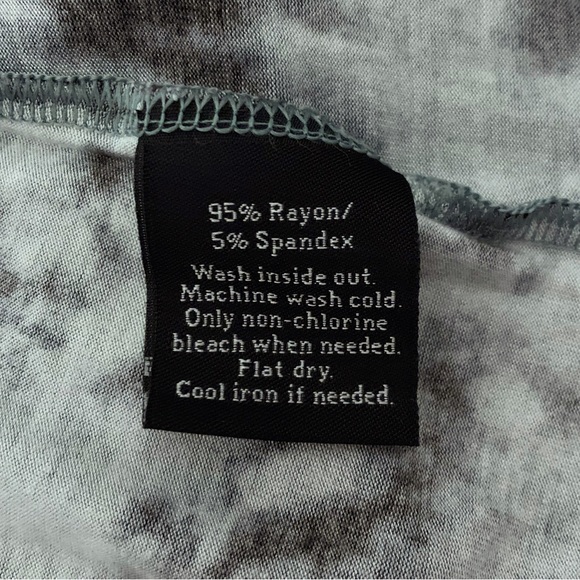 95% Rayon/
5% Spandex
Wash inside out.
Machine wash cold.
Only non-chlorine
bleach when needed.
Flat dry.
Cool iron if needed.